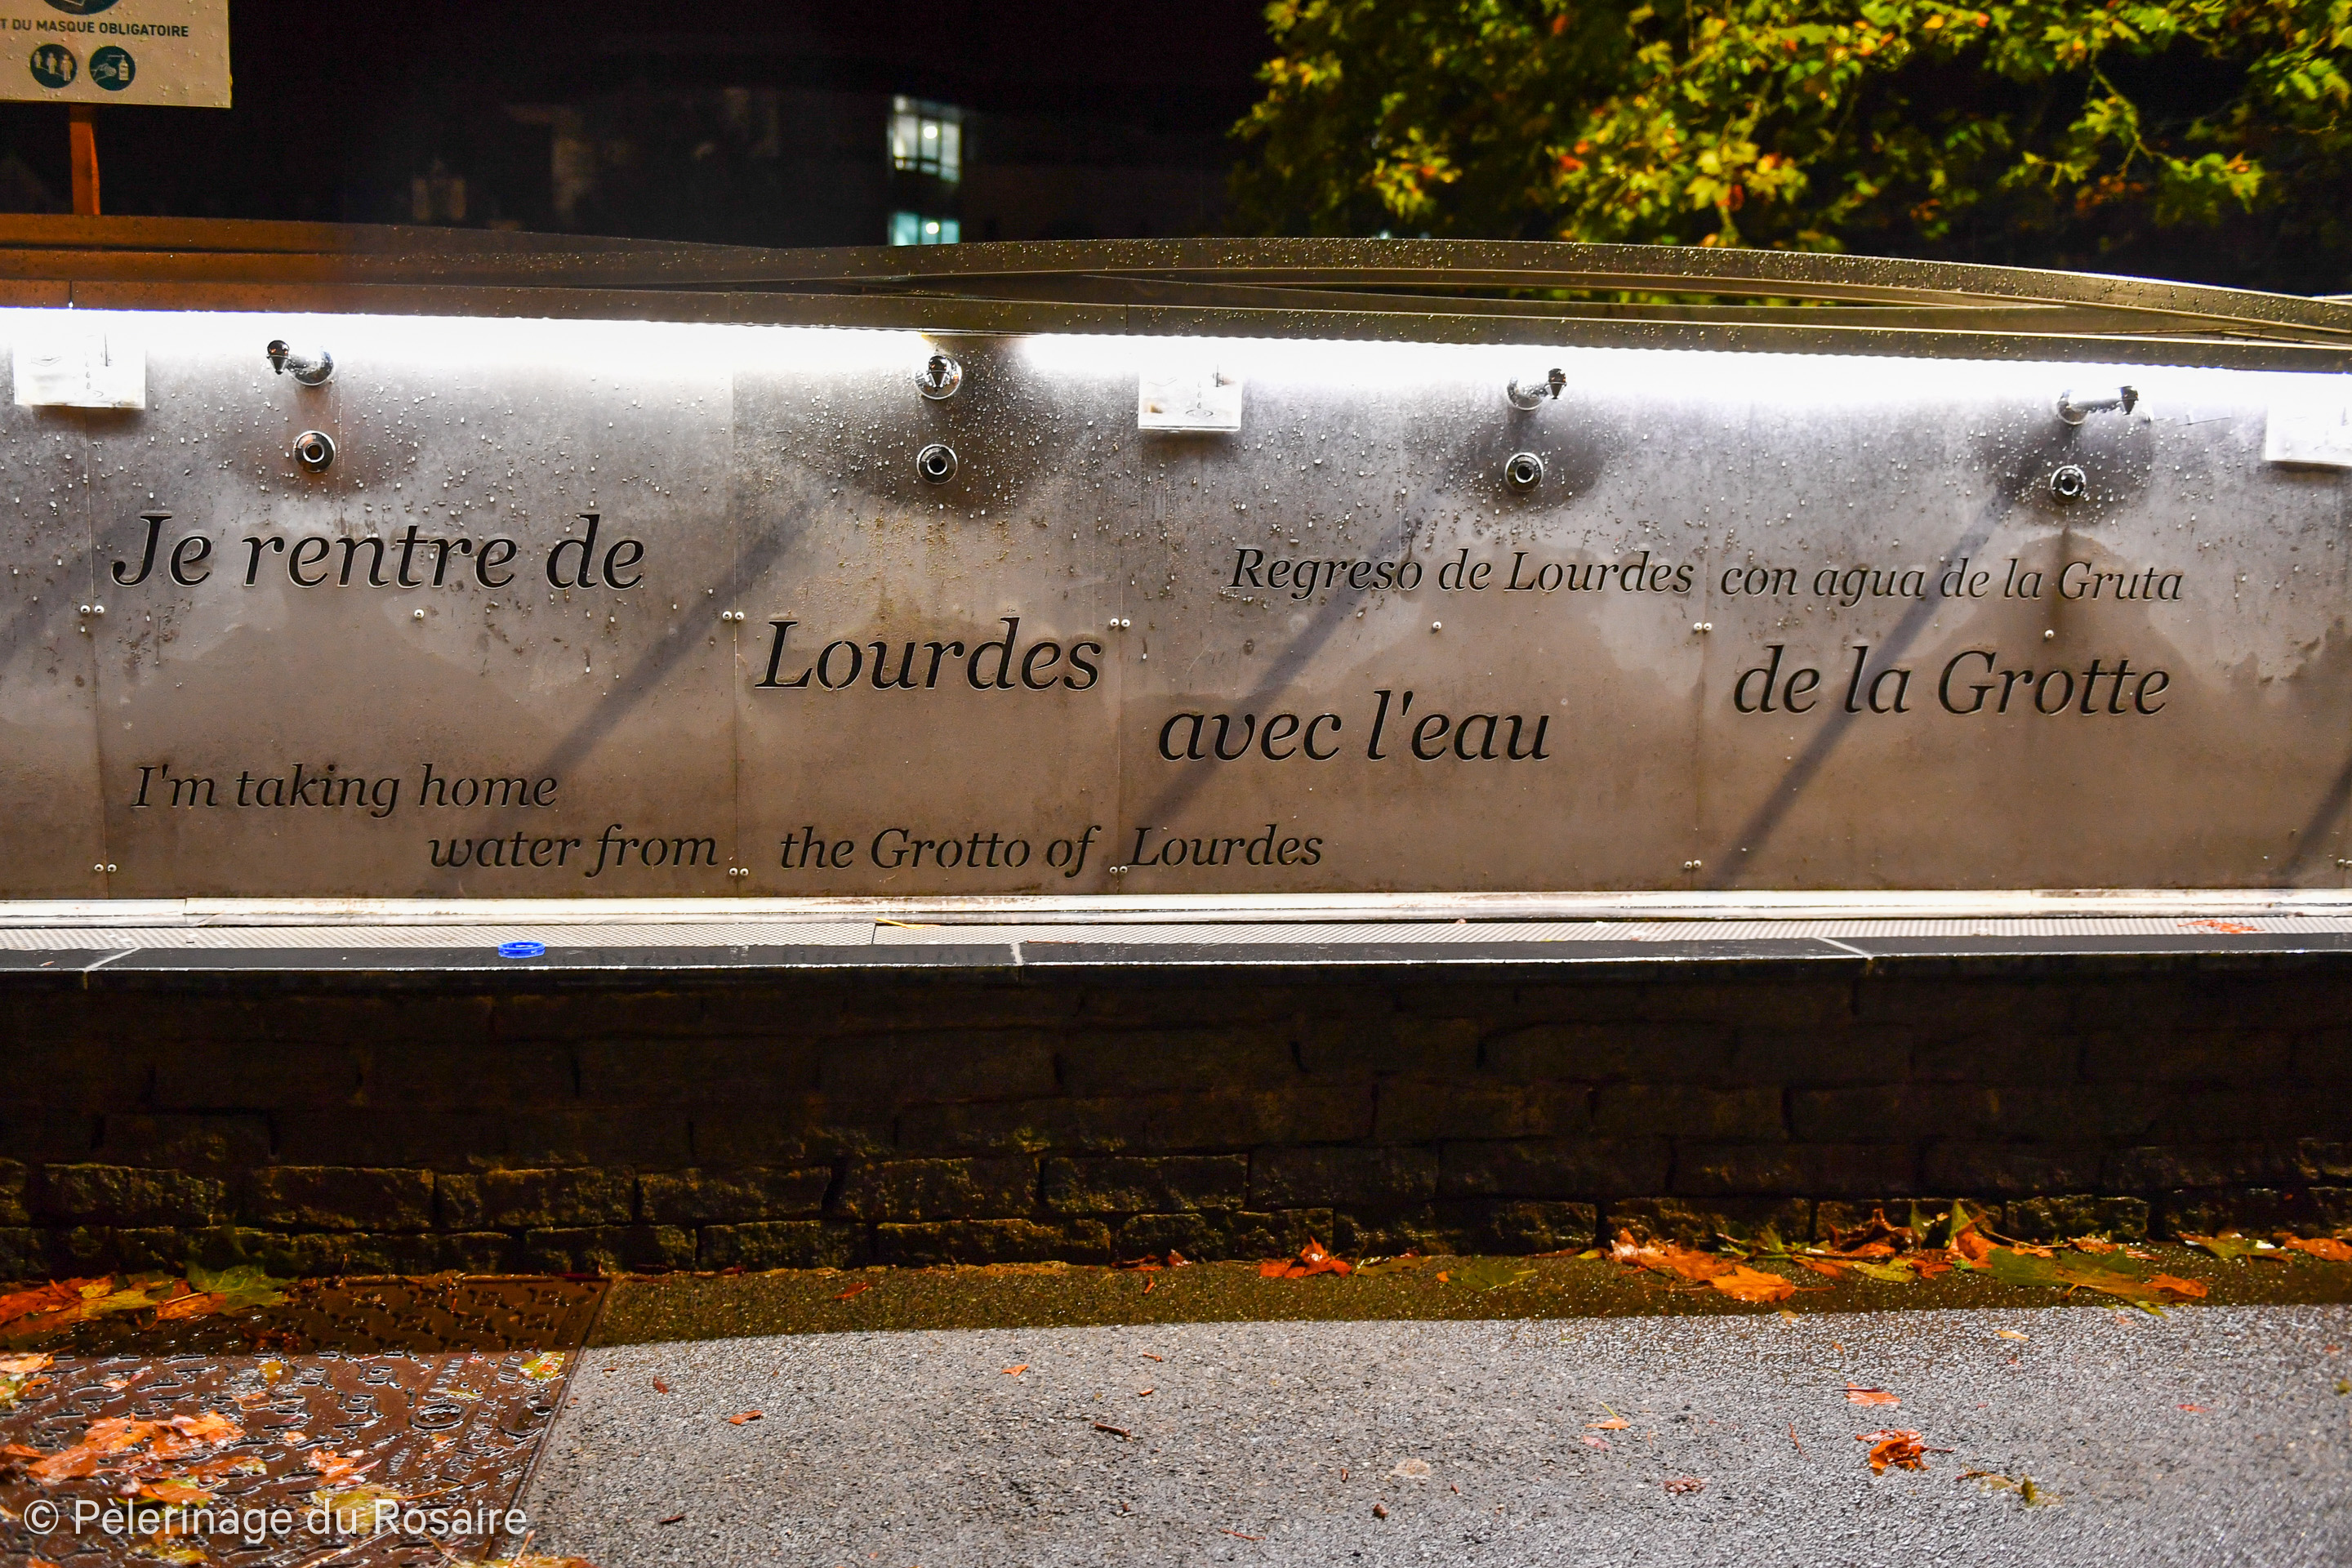 T DU MASQUE OBLIGATOIRE
Je rentre de
Lourdes
avec l'eau
de la Grotte
Regreso de Lourdes con agua de la Gruta
I'm taking home
water from the Grotto of Lourdes
© Pèlerinage du Rosaire